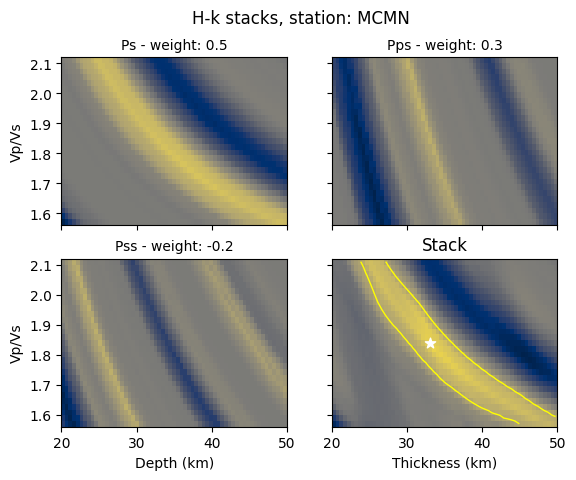 H-k stacks, station: MCMN
Ps - weight: 0.5
Pps - weight: 0.3
2.1
2.0
1.9
1.8
1.7
1.6
Vp/Vs
Pss - weight: -0.2
Stack
2.1
2.0
1.9
1.8
1.7
1.6
Vp/Vs
20 30 40 50
20 30 40 50
Depth (km)
Thickness (km)